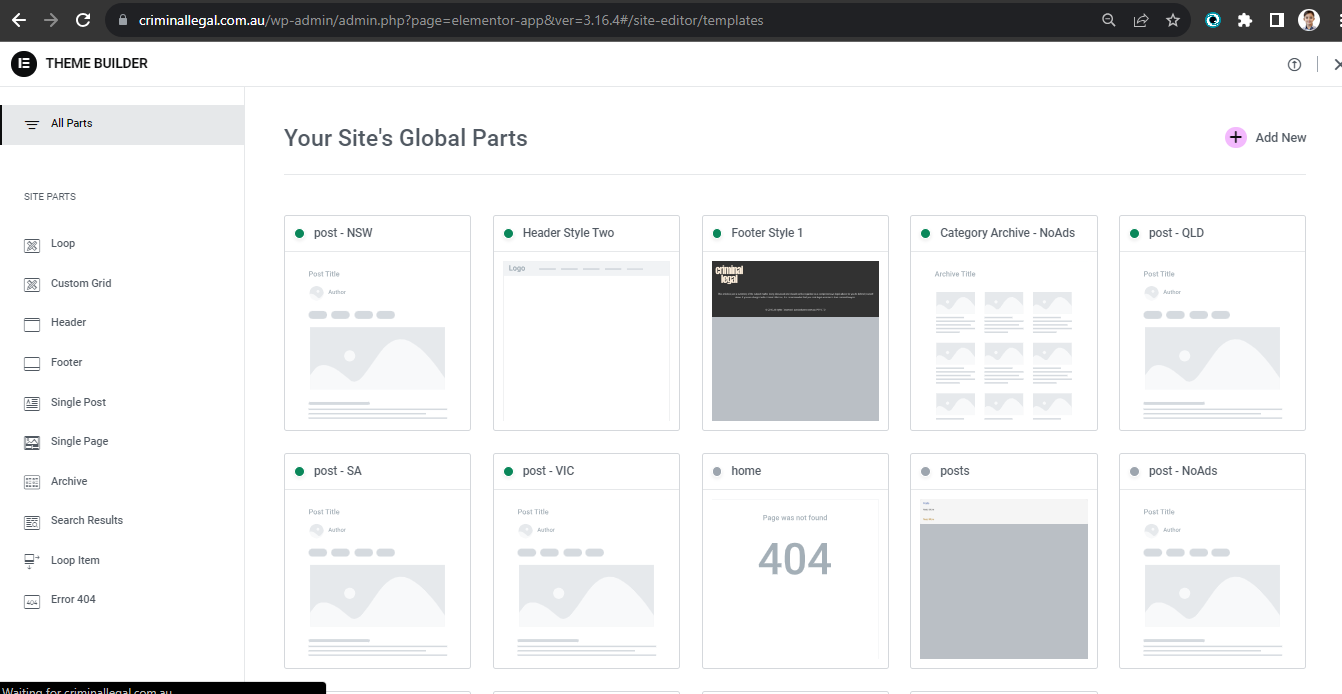 criminallegal.com.au/wp-admin/admin.php?page=elementor-app&ver=3.16.4#/site-editor/templates
THEME BUILDER
All Parts
SITE PARTS
Loop
Custom Grid
Header
Footer
Single Post
Single Page
Archive
Search Results
Loop Item
404 Error 404
Your Site's Global Parts
Add New
post - NSW
Post Title
Author
Header Style Two
Logo
Footer Style 1
criminal
legal
Category Archive - NoAds
Archive Title
post - QLD
Post Title
Author
post - SA
Post Title
Author
post - VIC
Post Title
Author
home
Page was not found
404
posts
post - NoAds
Post Title
Author
Waiting for criminallegal.com.au